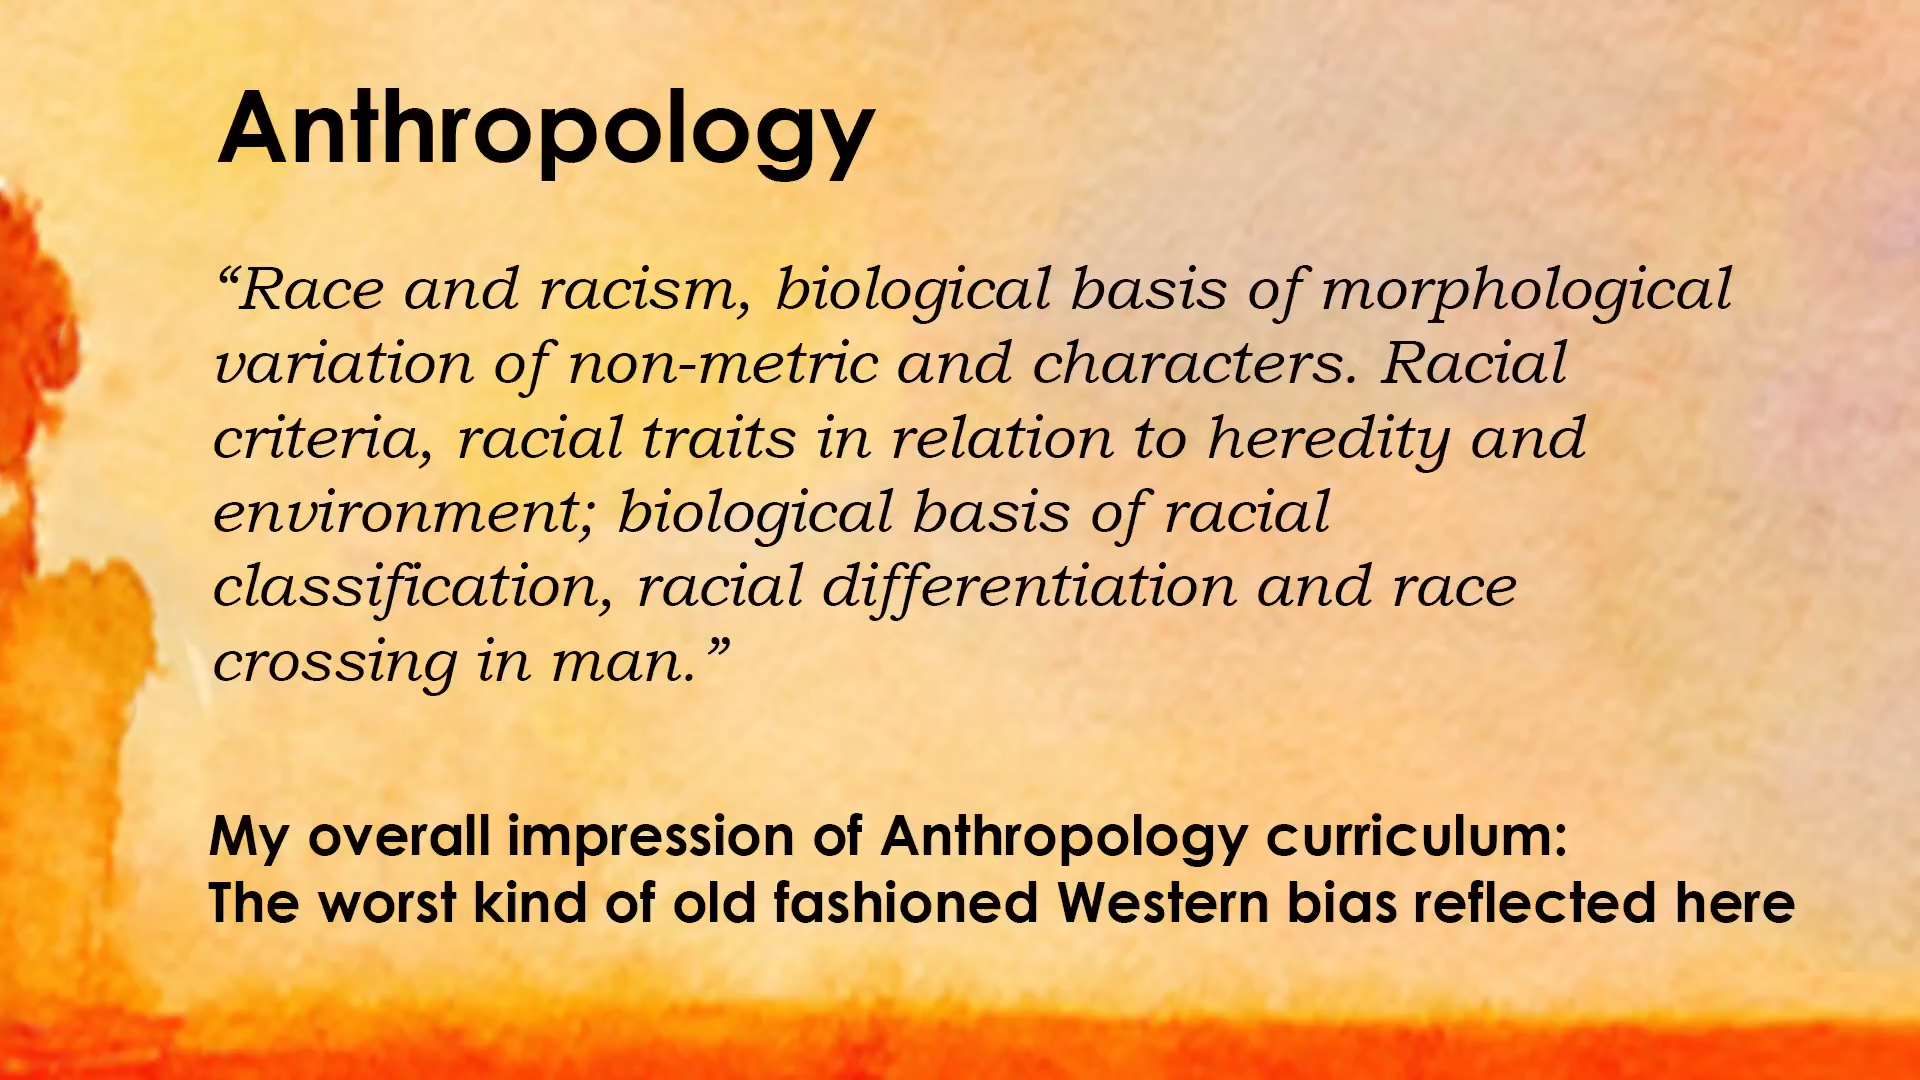 Anthropology
“Race and racism, biological basis of morphological
variation of non-metric and characters. Racial
criteria, racial traits in relation to heredity and
environment; biological basis of racial
classification, racial differentiation and race
crossing in man.”
My overall impression of Anthropology curriculum:
The worst kind of old fashioned Western bias reflected here